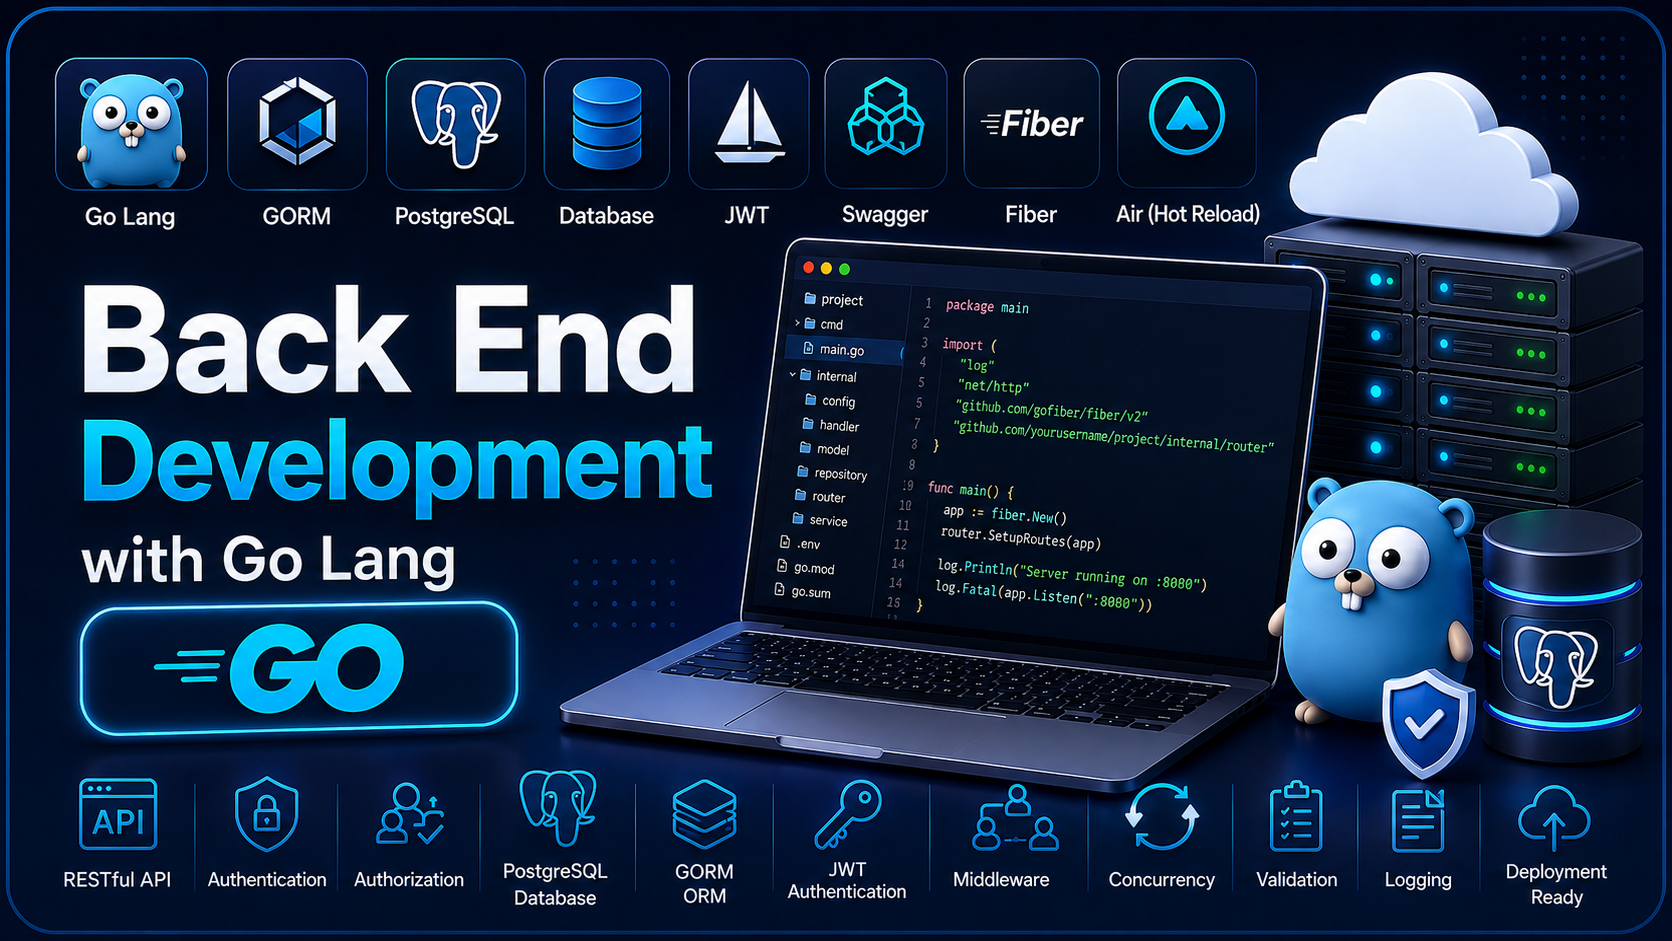 Go Lang
GORM
PostgreSQL
Database
JWT
Swagger
Fiber
Fiber
Air (Hot Reload)
Back End
Development
with Go Lang
GO
project
cmd
main.go
internal
config
handler
model
repository
router
service
.env
go.mod
go.sum
1 package main
2
3 import (
4 "log"
5 "net/http"
5 "github.com/gofiber/fiber/v2"
7 "github.com/yourusername/project/internal/router"
8 )
8
19 func main() {
10 app := fiber.New()
11 router.SetupRoutes(app)
12
14 log.Println("Server running on :8080")
14 log.Fatal(app.Listen(":8080"))
15 }
API
RESTful API
Authentication
Authorization
PostgreSQL
Database
GORM
ORM
JWT
Authentication
Middleware
Concurrency
Validation
Logging
Deployment
Ready